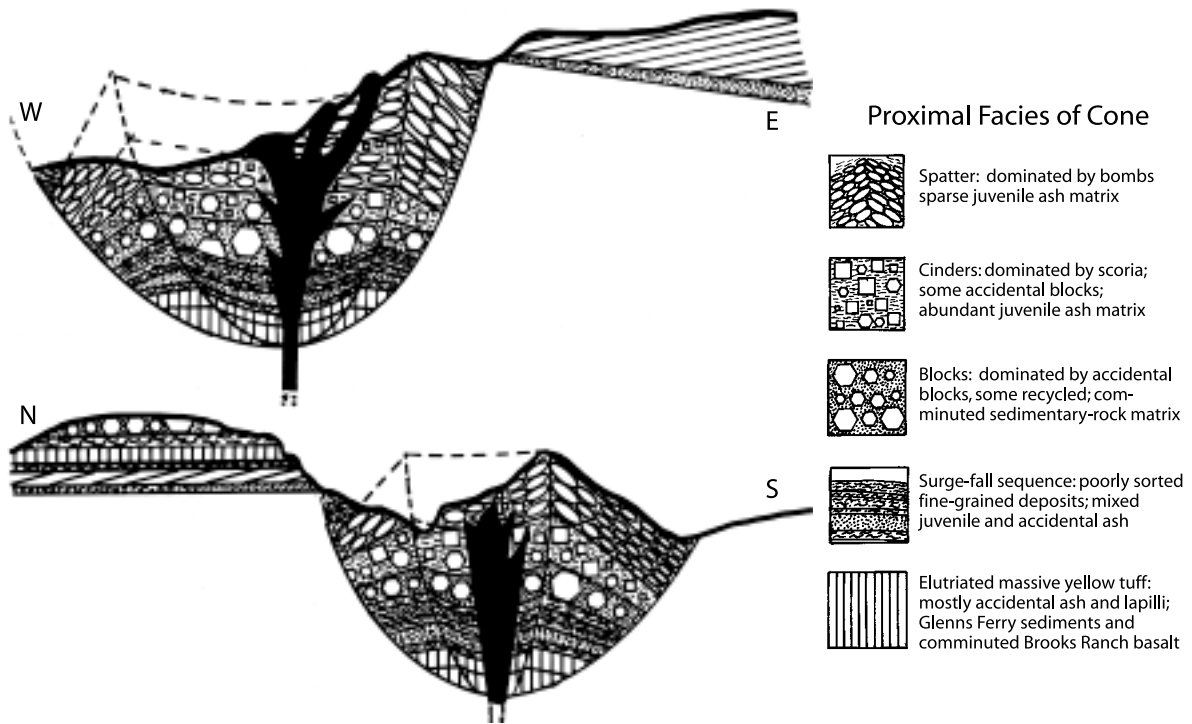 W
E
N
S
Proximal Facies of Cone
Spatter: dominated by bombs
sparse juvenile ash matrix
Cinders: dominated by scoria;
some accidental blocks;
abundant juvenile ash matrix
Blocks: dominated by accidental
blocks, some recycled; com-
minuted sedimentary-rock matrix
Surge-fall sequence: poorly sorted
fine-grained deposits; mixed
juvenile and accidental ash
Elutriated massive yellow tuff:
mostly accidental ash and lapilli;
Glenns Ferry sediments and
comminuted Brooks Ranch basalt